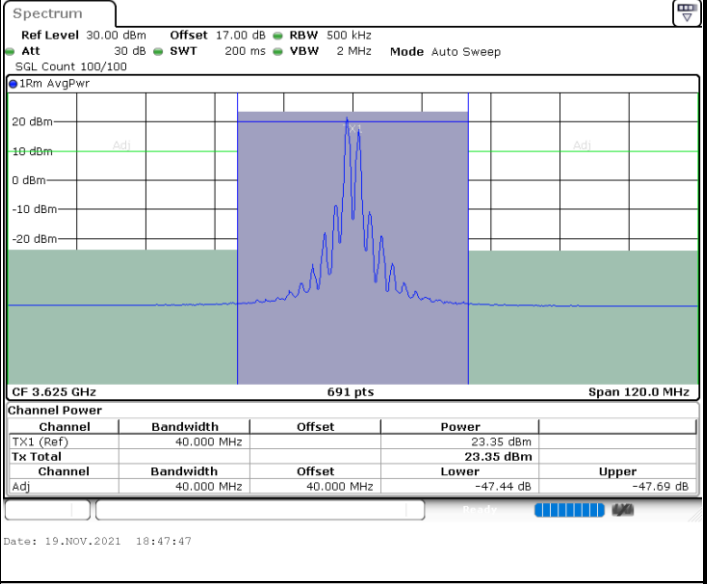 Spectrum
Ref Level 30.00 dBm Offset 17.00 dB RBW 500 kHz
Att 30 dB SWT 200 ms VBW 2 MHz Mode Auto Sweep
SGL Count 100/100
1Rm AvgPwr
20 dBm
Adj Adj
10 dBm
0 dBm
-10 dBm
-20 dBm
CF 3.625 GHz 691 pts Span 120.0 MHz
Channel Power
Channel Bandwidth Offset Power
TX1 (Ref) 40.000 MHz 23.35 dBm
Tx Total 23.35 dBm
Channel Bandwidth Offset Lower Upper
Adj 40.000 MHz 40.000 MHz -47.44 dB -47.69 dB
Ready
Date: 19.NOV.2021 18:47:47